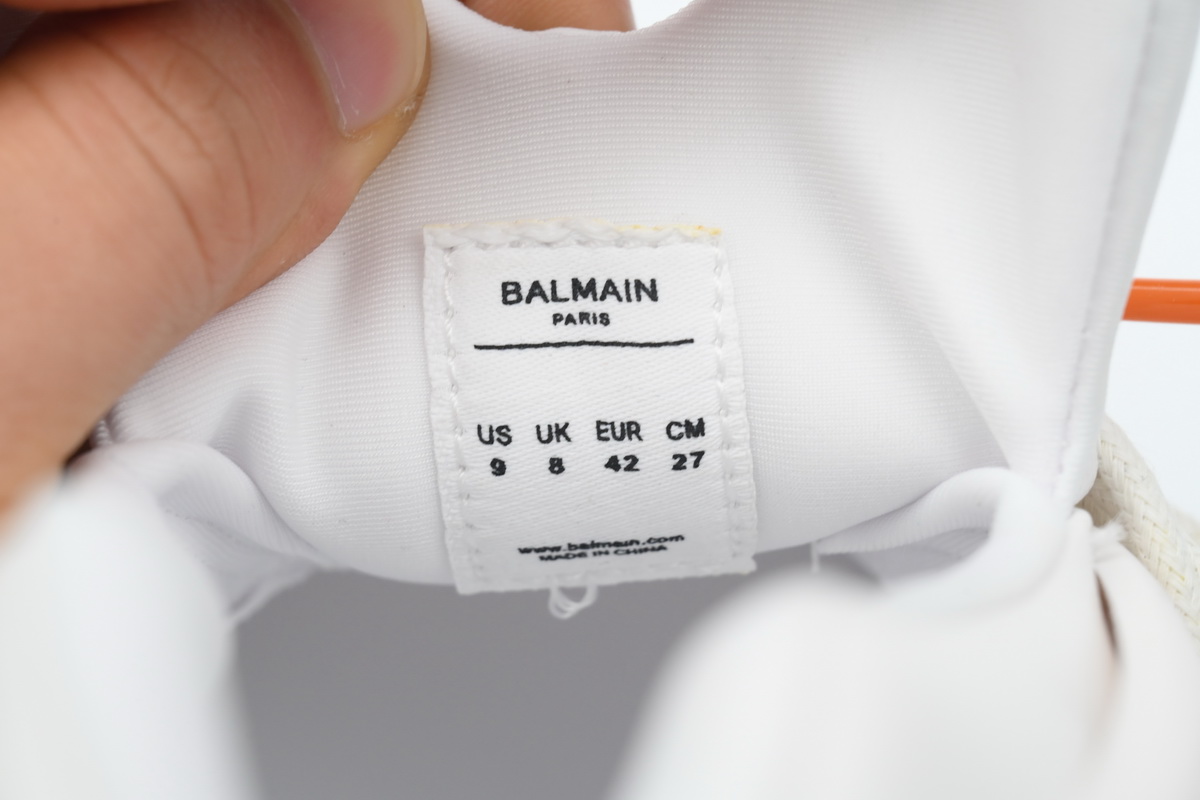 BALMAIN
PARIS
US UK EUR CM
9 8 42 27
www.balmain.com
MADE IN CHINA